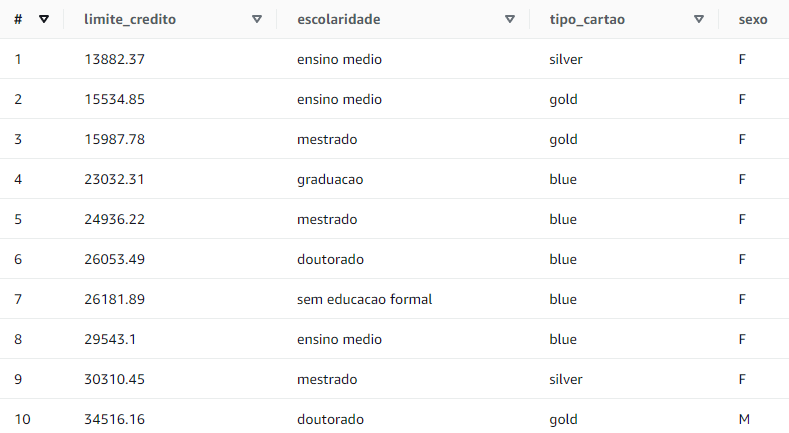 # limite_credito escolaridade tipo_cartao sexo
1 13882.37 ensino medio silver F
2 15534.85 ensino medio gold F
3 15987.78 mestrado gold F
4 23032.31 graduacao blue F
5 24936.22 mestrado blue F
6 26053.49 doutorado blue F
7 26181.89 sem educacao formal blue F
8 29543.1 ensino medio blue F
9 30310.45 mestrado silver F
10 34516.16 doutorado gold M